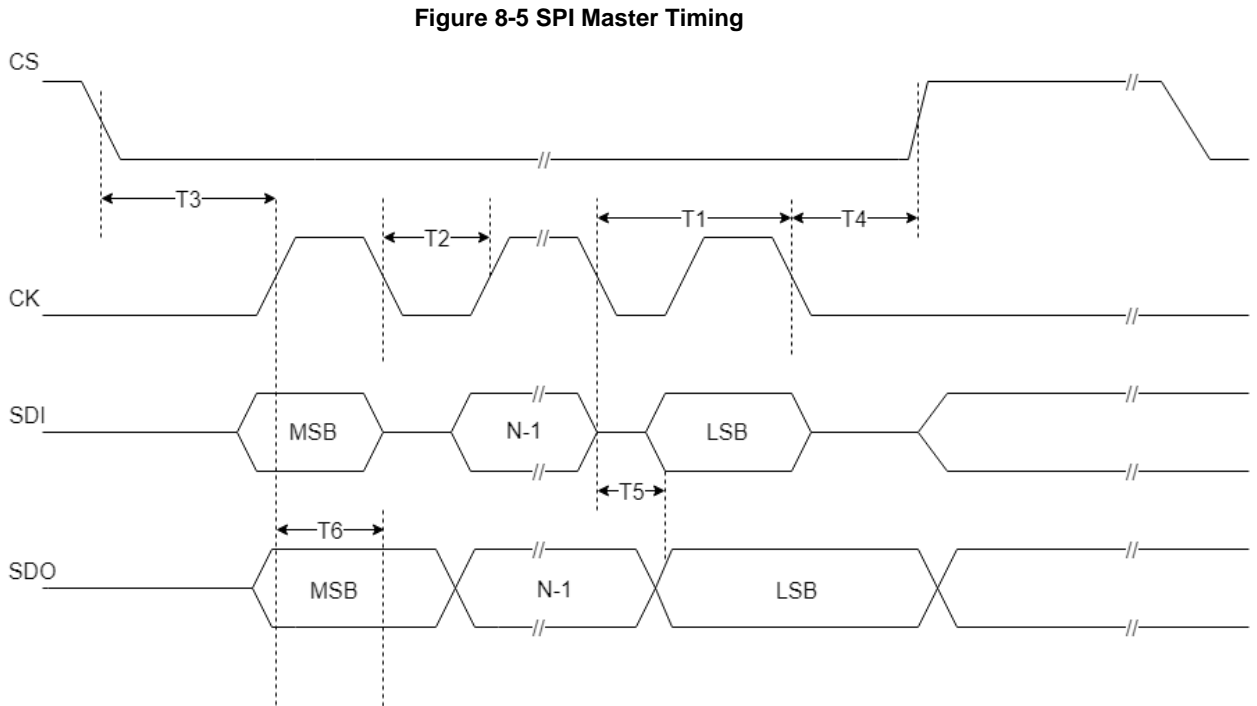 Figure 8-5 SPI Master Timing
CS
//
//
T3
T2
T1
T4
CK
//
//
SDI
MSB
//
N-1
//
LSB
//
//
T5
T6
SDO
MSB
//
N-1
//
LSB
//
//